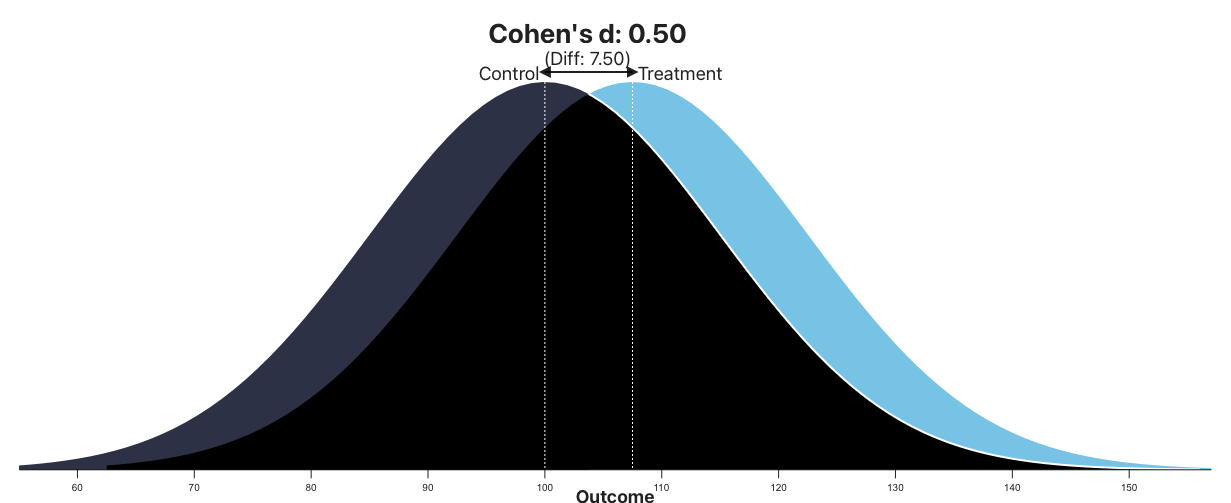 Cohen's d: 0.50
(Diff: 7.50)
Control Treatment
60 70 80 90 100 110 120 130 140 150
Outcome